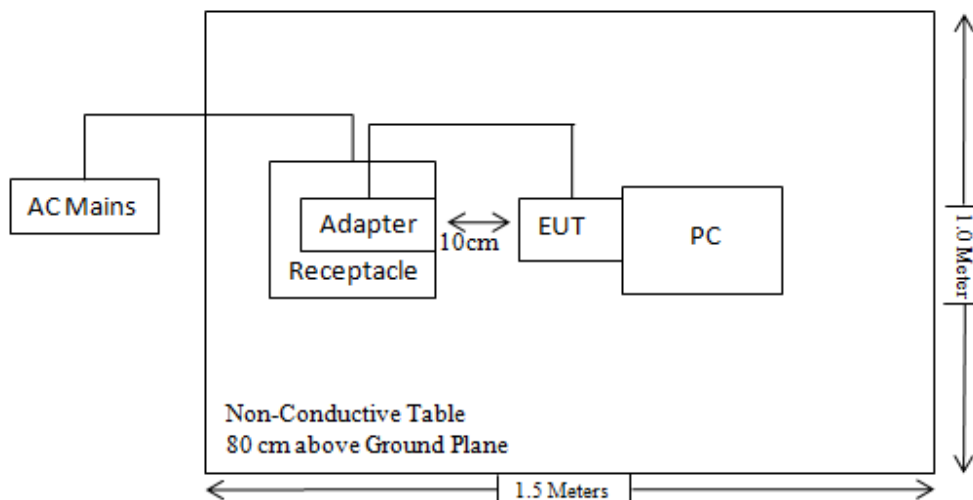 AC Mains
Adapter
Receptacle
10cm
EUT
PC
1.0 Meter
Non-Conductive Table
80 cm above Ground Plane
1.5 Meters